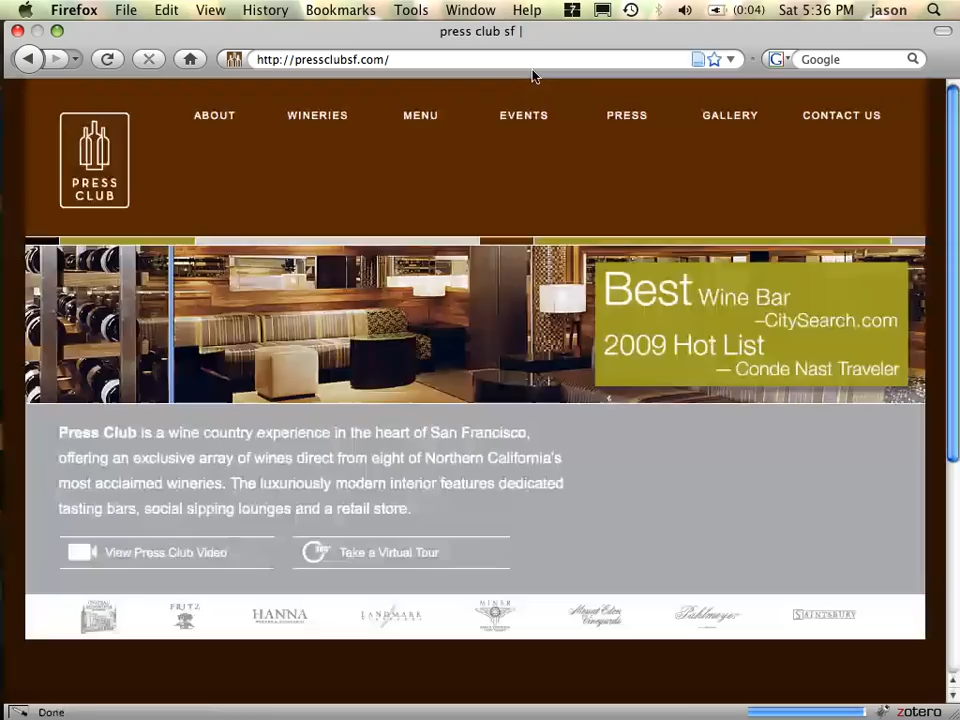 Firefox File Edit View History Bookmarks Tools Window Help (0:04) Sat 5:36 PM jason
press club sf |
http://pressclubsf.com/
Google
ABOUT WINERIES MENU EVENTS PRESS GALLERY CONTACT US
PRESS
CLUB
Best Wine Bar
–CitySearch.com
2009 Hot List
— Conde Nast Traveler
Press Club is a wine country experience in the heart of San Francisco,
offering an exclusive array of wines direct from eight of Northern California's
most acclaimed wineries. The luxuriously modern interior features dedicated
tasting bars, social sipping lounges and a retail store.
View Press Club Video
Take a Virtual Tour
FRITZ HANNA LANDMARK MINER Mount Eden Vineyards Pahlmeyer SAINTSBURY
Done
zotero